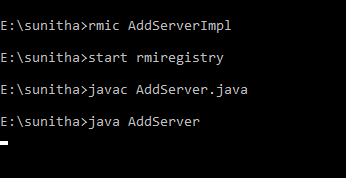 E:\sunitha>rmic AddServerImpl
E:\sunitha>start rmiregistry
E:\sunitha>javac AddServer.java
E:\sunitha>java AddServer